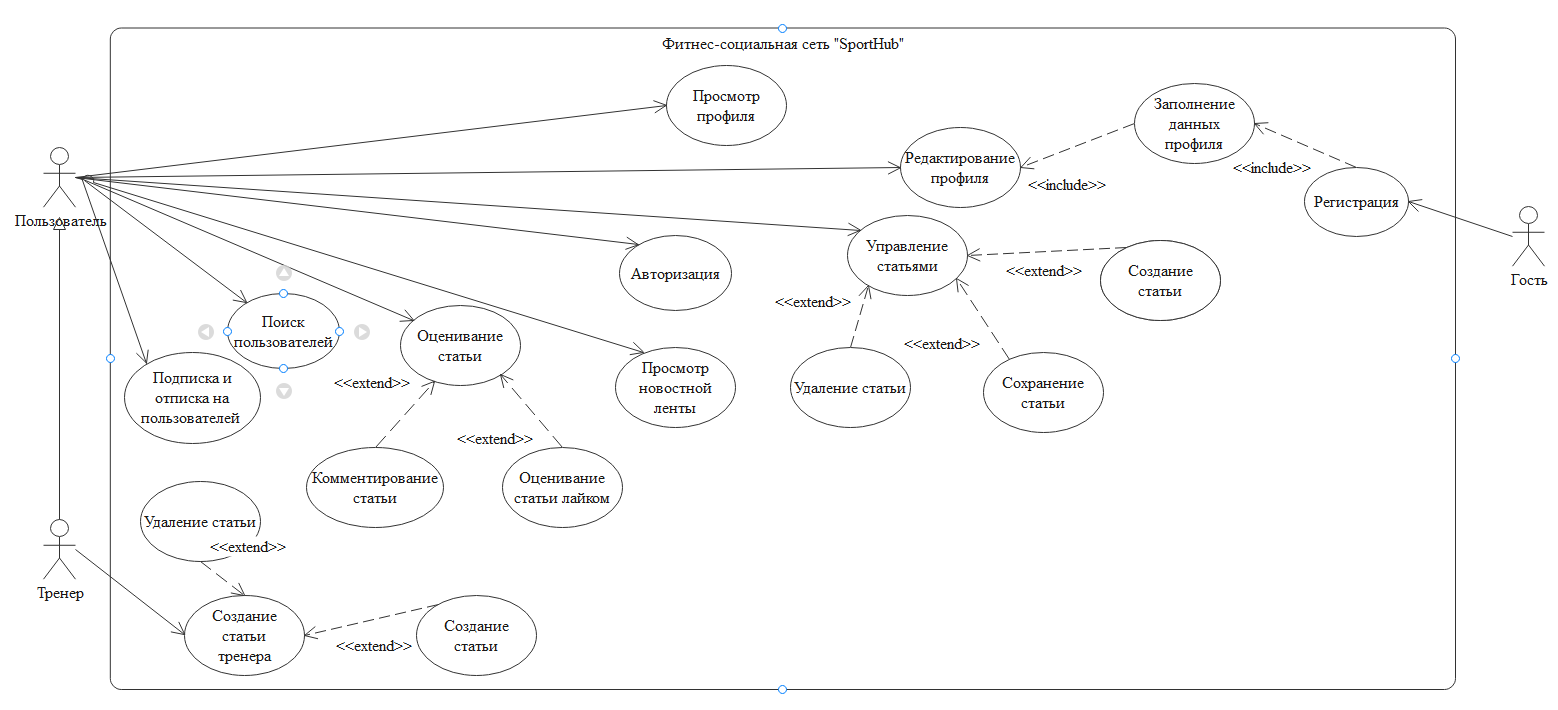 Фитнес-социальная сеть "SportHub"
Просмотр
профиля
Заполнение
данных
профиля
Редактирование
профиля
<<include>>
<<include>>
Регистрация
Пользователь
Гость
Управление
статьями
<<extend>>
Создание
статьи
Авторизация
<<extend>>
<<extend>>
Поиск
пользователей
Оценивание
статьи
<<extend>>
Просмотр
новостной
ленты
Удаление статьи
Сохранение
статьи
Подписка и
отписка на
пользователей
<<extend>>
Комментирование
статьи
Оценивание
статьи лайком
Удаление статьи
<<extend>>
Тренер
Создание
статьи
тренера
<<extend>>
Создание
статьи